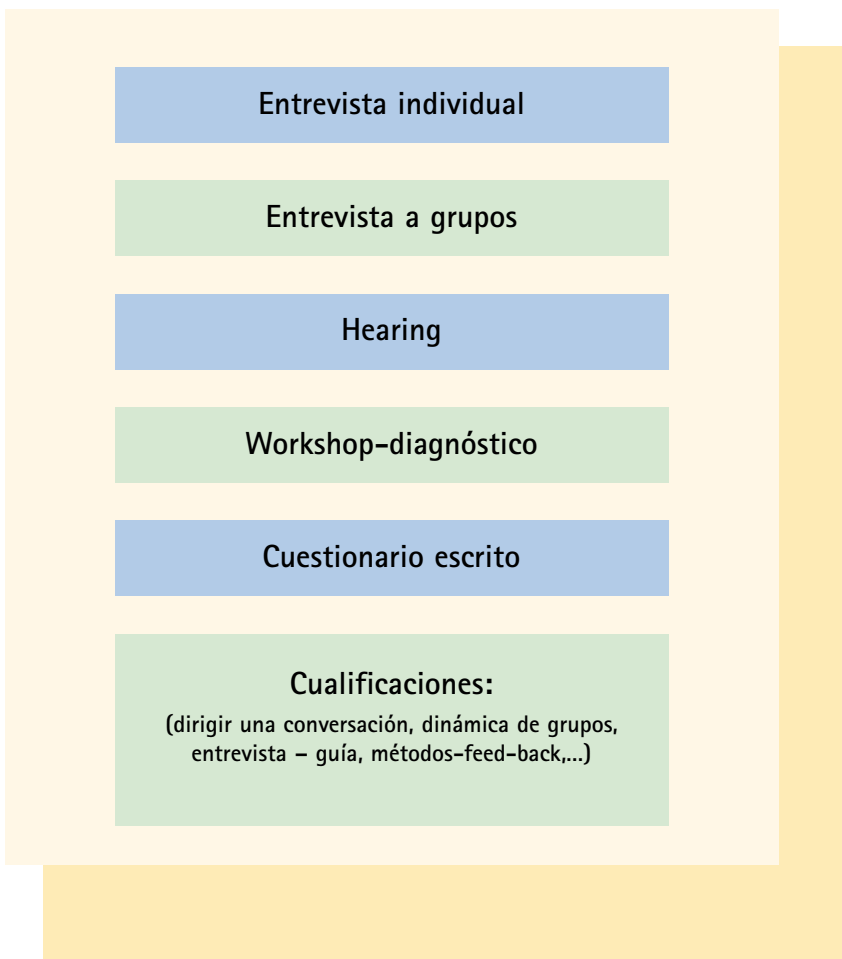 Entrevista individual
Entrevista a grupos
Hearing
Workshop-diagnóstico
Cuestionario escrito
Cualificaciones:
(dirigir una conversación, dinámica de grupos,
entrevista – guía, métodos-feed-back,...)